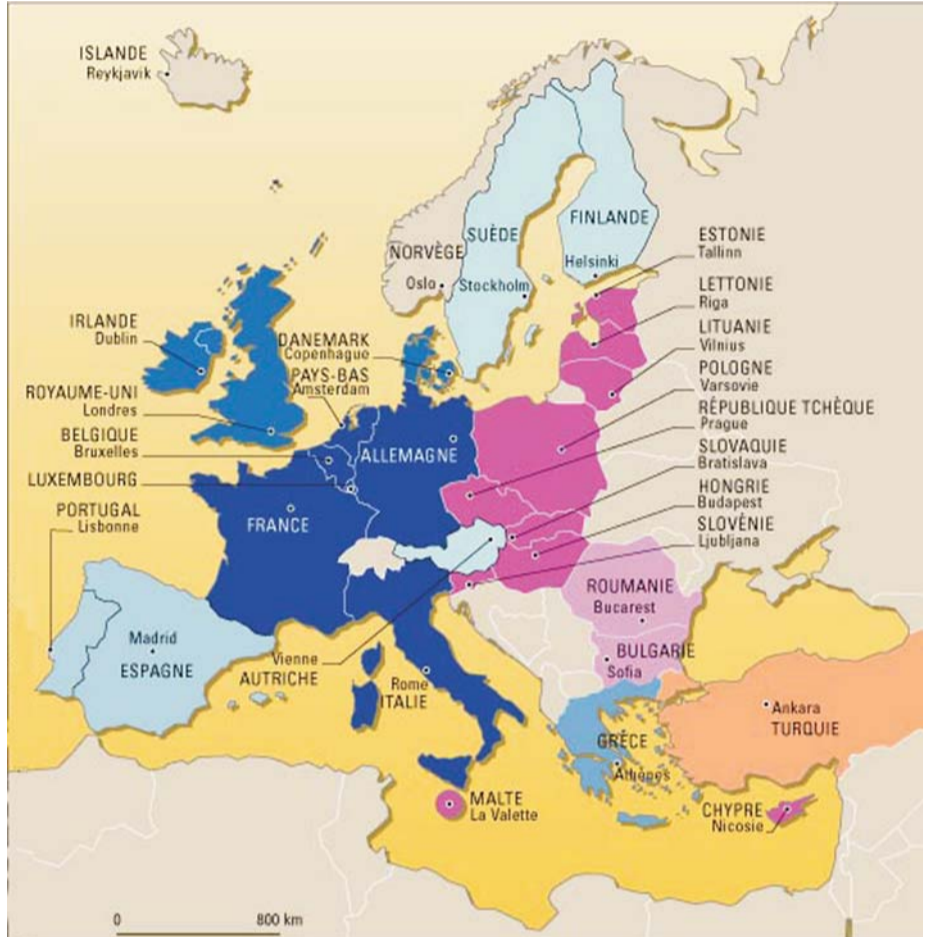 ISLANDE
Reykjavik
NORVÈGE
Oslo
SUÈDE
Stockholm
FINLANDE
Helsinki
ESTONIE
Tallinn
LETTONIE
Riga
LITUANIE
Vilnius
POLOGNE
Varsovie
RÉPUBLIQUE TCHÈQUE
Prague
SLOVAQUIE
Bratislava
HONGRIE
Budapest
SLOVÈNIE
Ljubljana
IRLANDE
Dublin
ROYAUME-UNI
Londres
DANEMARK
Copenhague
PAYS-BAS
Amsterdam
BELGIQUE
Bruxelles
LUXEMBOURG
PORTUGAL
Lisbonne
ALLEMAGNE
FRANCE
Madrid
ESPAGNE
Vienne
AUTRICHE
Rome
ITALIE
ROUMANIE
Bucarest
BULGARIE
Sofia
GRÈCE
Athènes
Ankara
TURQUIE
MALTE
La Valette
CHYPRE
Nicosie
0 800 km